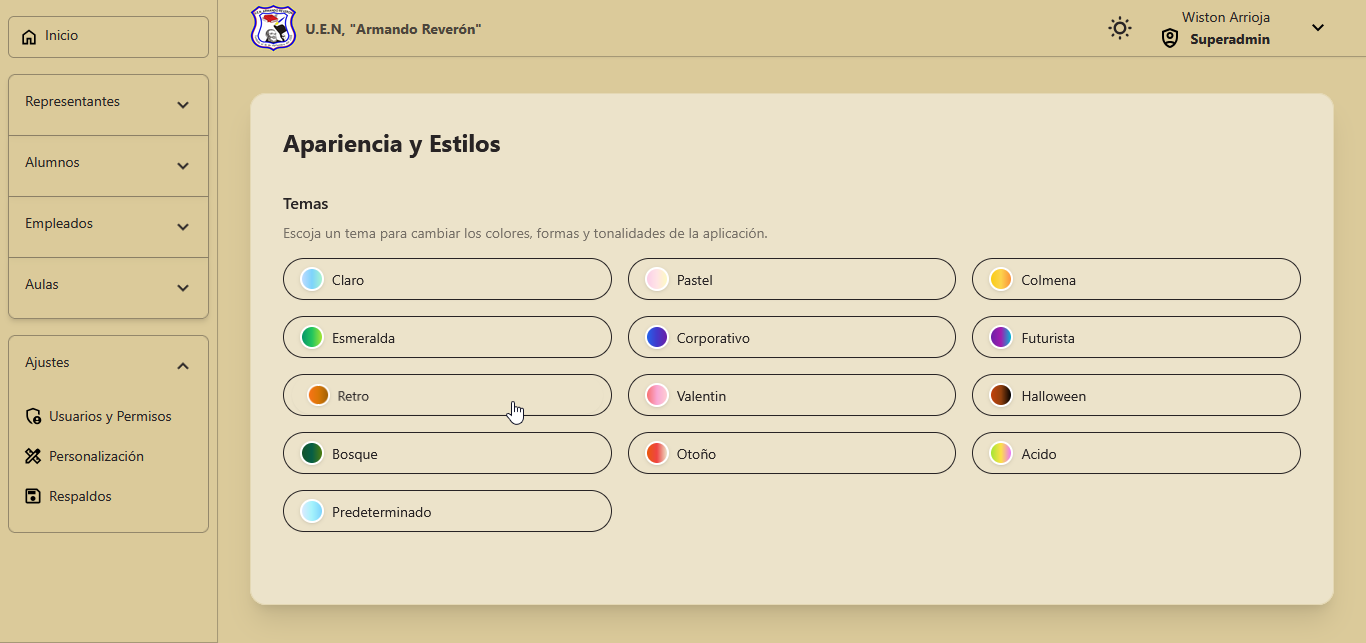 Inicio
Representantes
Alumnos
Empleados
Aulas
Ajustes
Usuarios y Permisos
Personalización
Respaldos
U.E.N, "Armando Reverón"
Wiston Arrioja
Superadmin
Apariencia y Estilos
Temas
Escoja un tema para cambiar los colores, formas y tonalidades de la aplicación.
Claro
Pastel
Colmena
Esmeralda
Corporativo
Futurista
Retro
Valentin
Halloween
Bosque
Otoño
Acido
Predeterminado